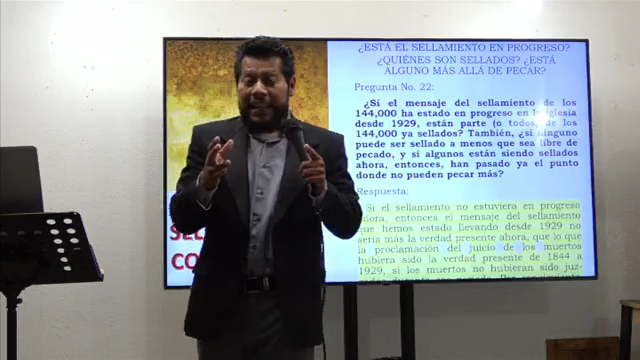 ¿ESTÁ EL SELLAMIENTO EN PROGRESO?
¿QUIÉNES SON SELLADOS? ¿ESTÁ
ALGUNO MÁS ALLÁ DE PECAR?
Pregunta No. 22:
¿Si el mensaje del sellamiento de los
144,000 ha estado en progreso en la iglesia
desde 1929, están parte (o todos, de los
144,000 ya sellados? También, ¿si ninguno
puede ser sellado a menos que sea libre de
pecado, y si algunos están siendo sellados
ahora, entonces, han pasado ya el punto
donde no pueden pecar más?
Respuesta:
Si el sellamiento no estuviera en progreso
ahora, entonces el mensaje del sellamiento
que hemos estado llevando desde 1929 no
sería más la verdad presente ahora, que lo que
la proclamación del juicio de los muertos
hubiera sido la verdad presente de 1844 a
1929, si los muertos no hubieran sido juz-